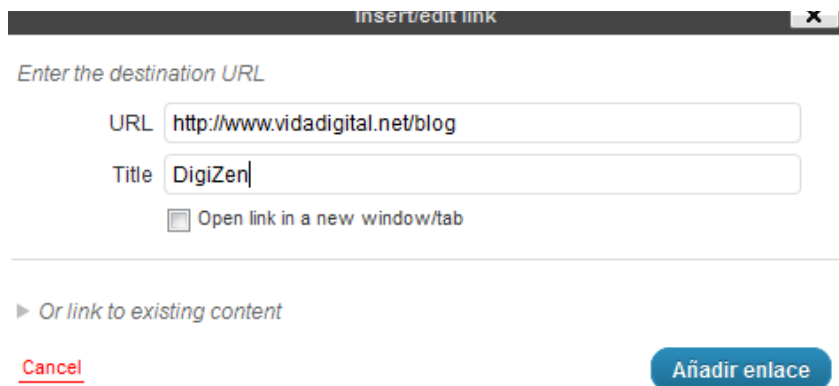 Insert/edit link X
Enter the destination URL
URL http://www.vidadigital.net/blog
Title DigiZen
Open link in a new window/tab
Or link to existing content
Cancel Añadir enlace